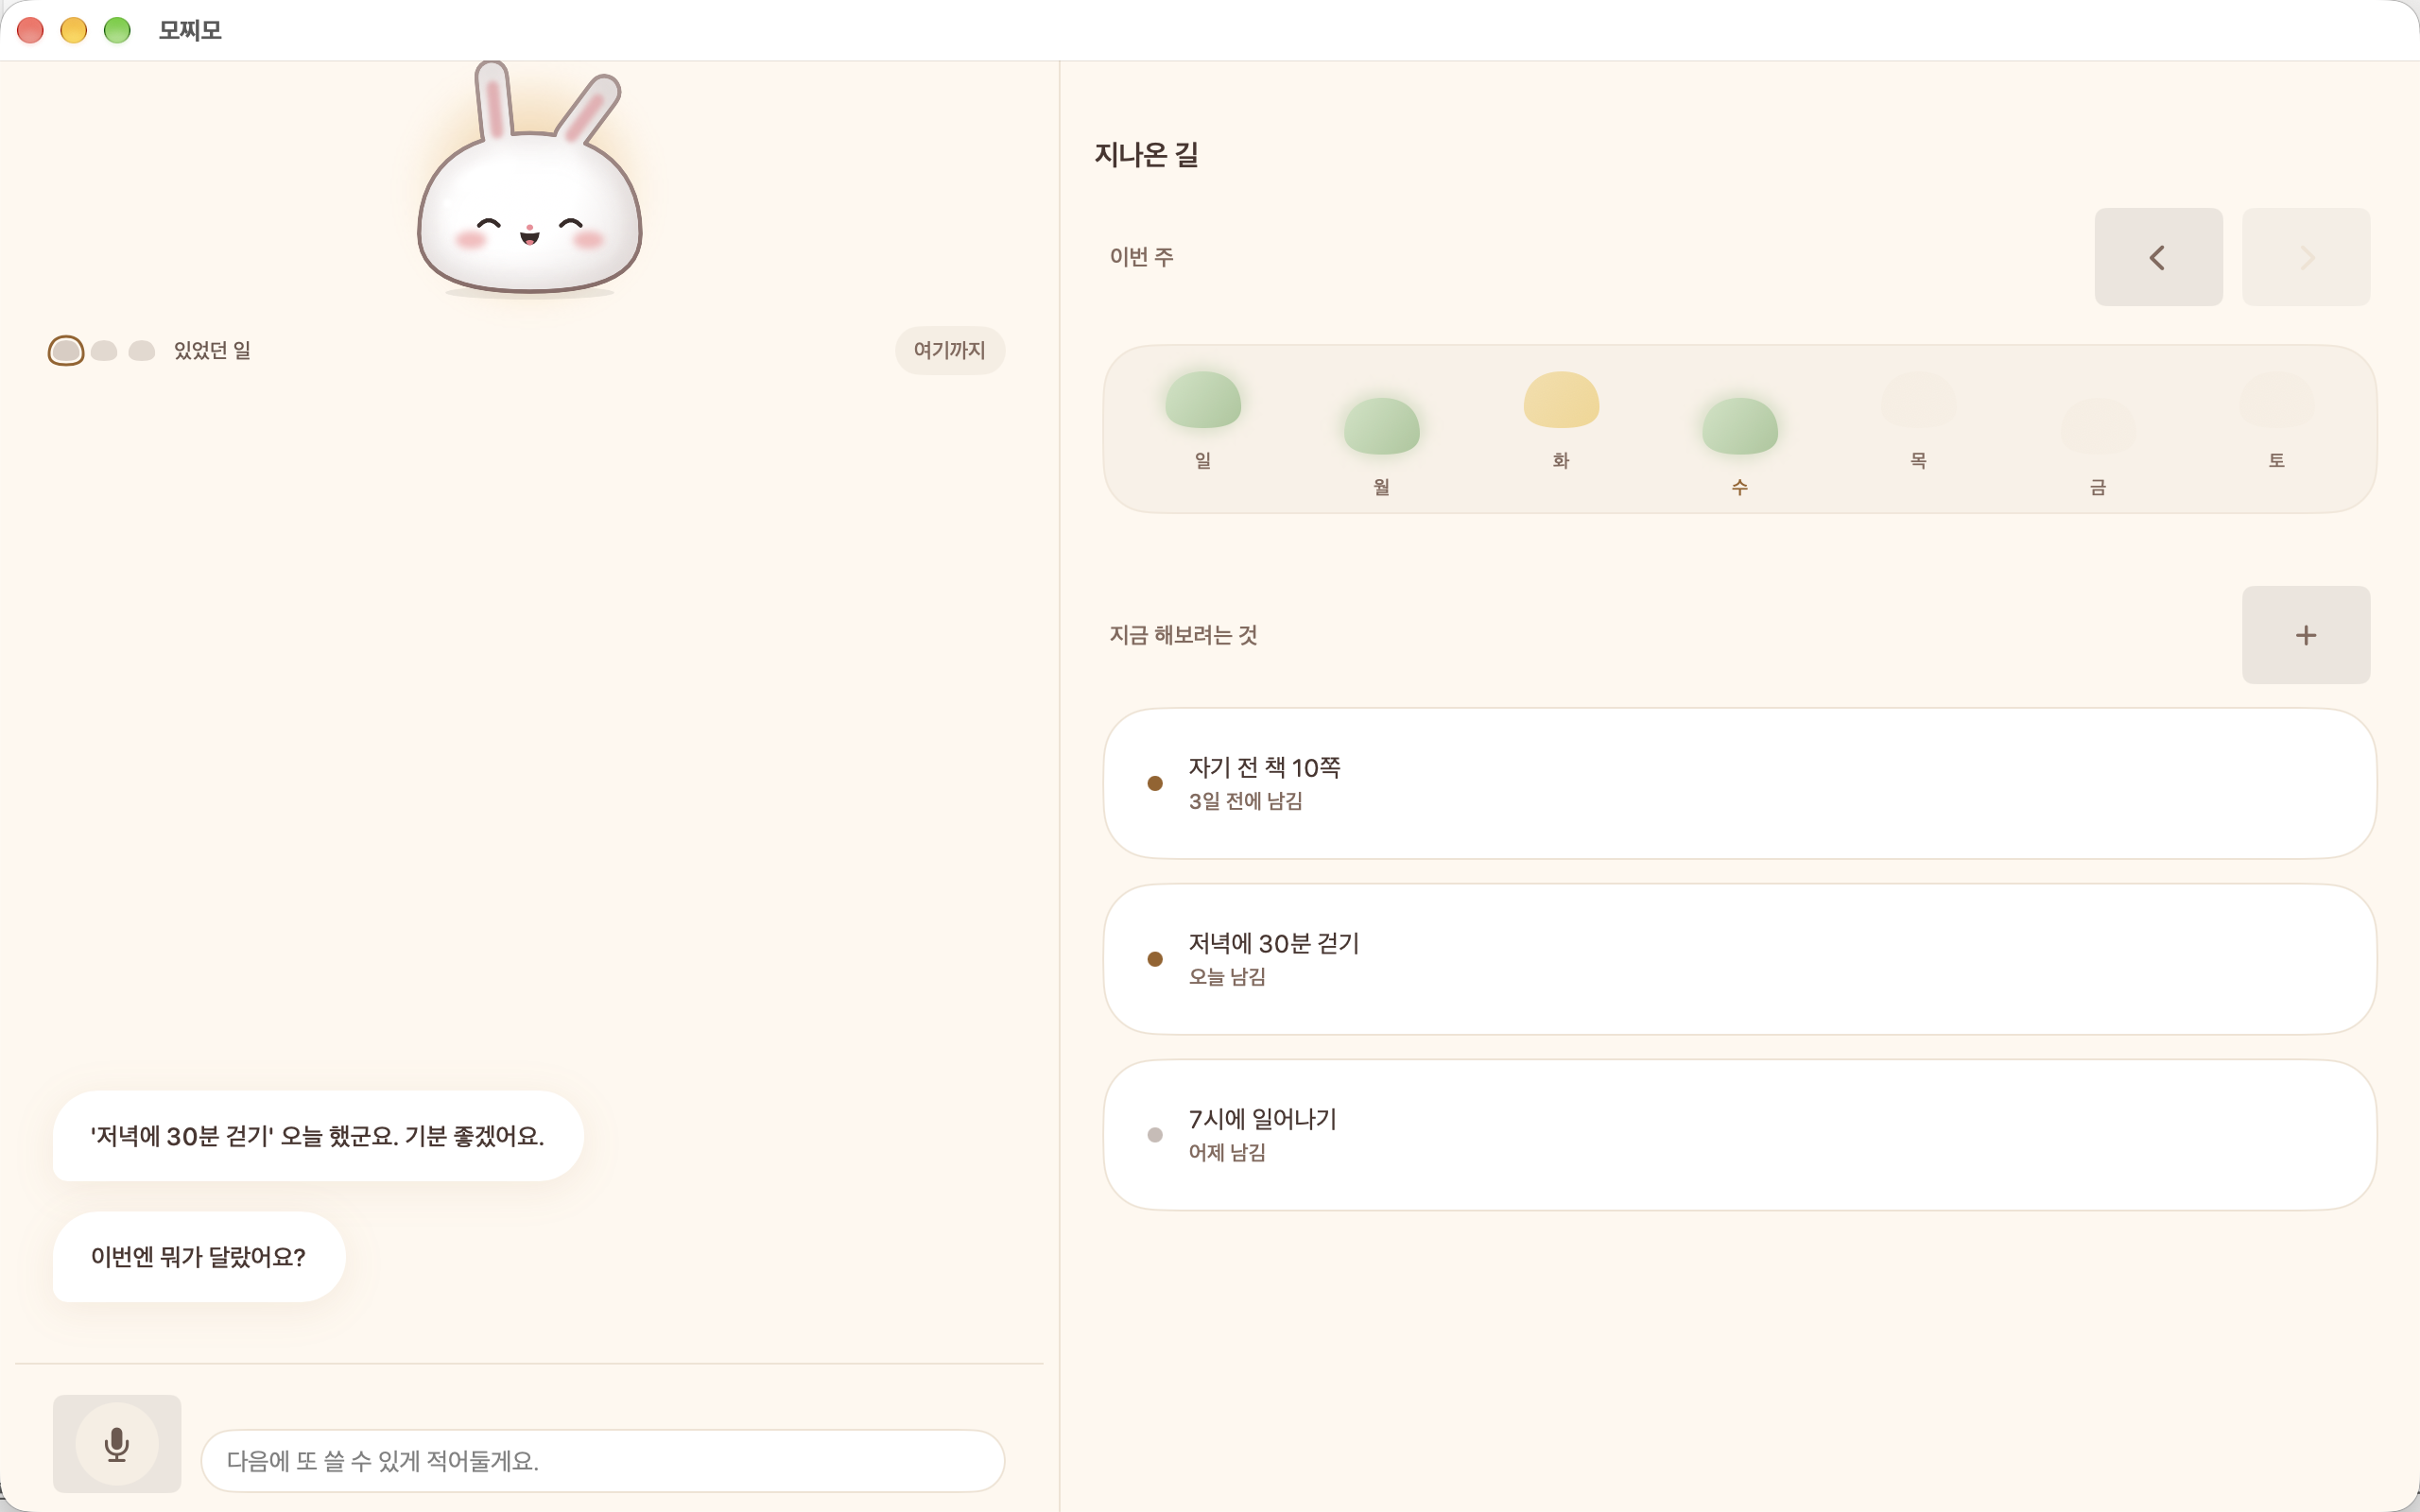 모찌모
있었던 일
여기까지
'저녁에 30분 걷기' 오늘 했군요. 기분 좋겠어요.
이번엔 뭐가 달랐어요?
다음에 또 쓸 수 있게 적어둘게요.
지나온 길
이번 주
일
월
화
수
목
금
토
지금 해보려는 것
자기 전 책 10쪽
3일 전에 남김
저녁에 30분 걷기
오늘 남김
7시에 일어나기
어제 남김